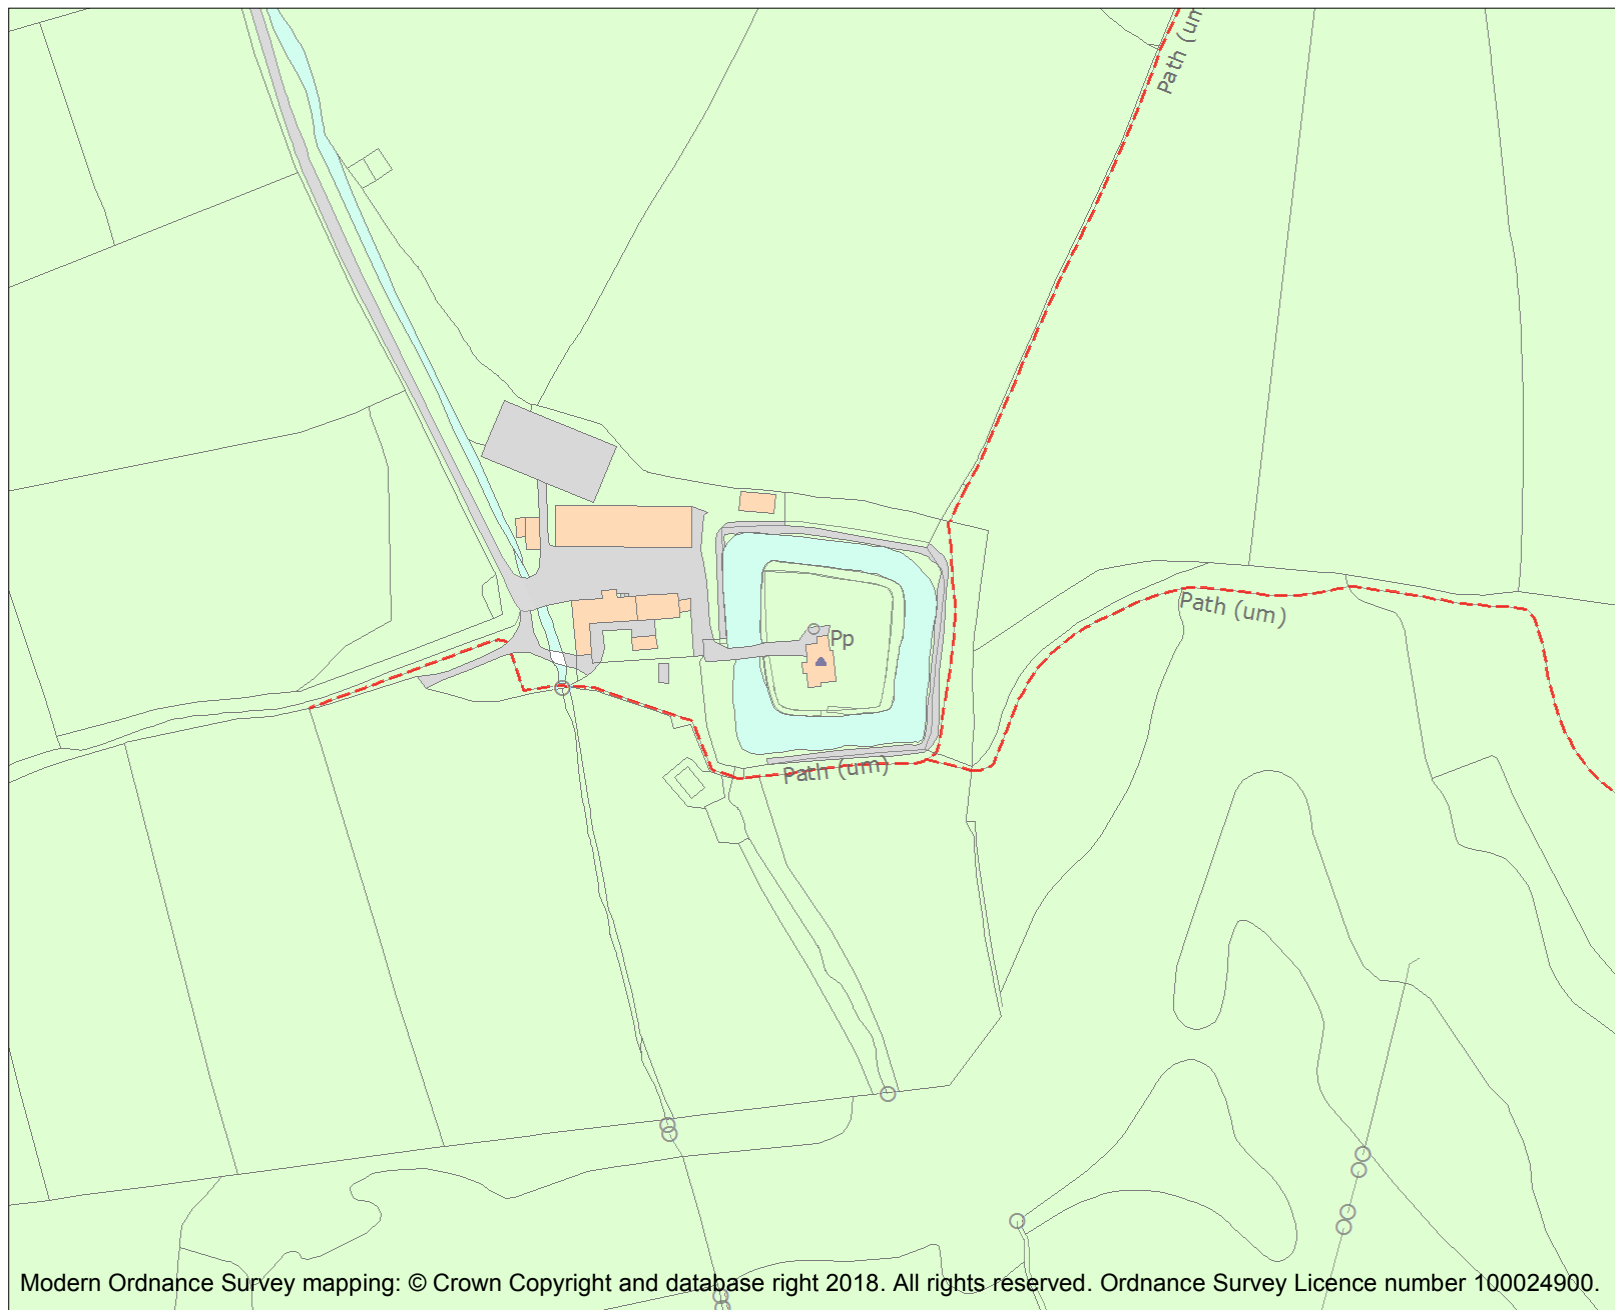 Path (um
Path (um)
Pp
Path (um)
Modern Ordnance Survey mapping: © Crown Copyright and database right 2018. All rights reserved. Ordnance Survey Licence number 100024900.